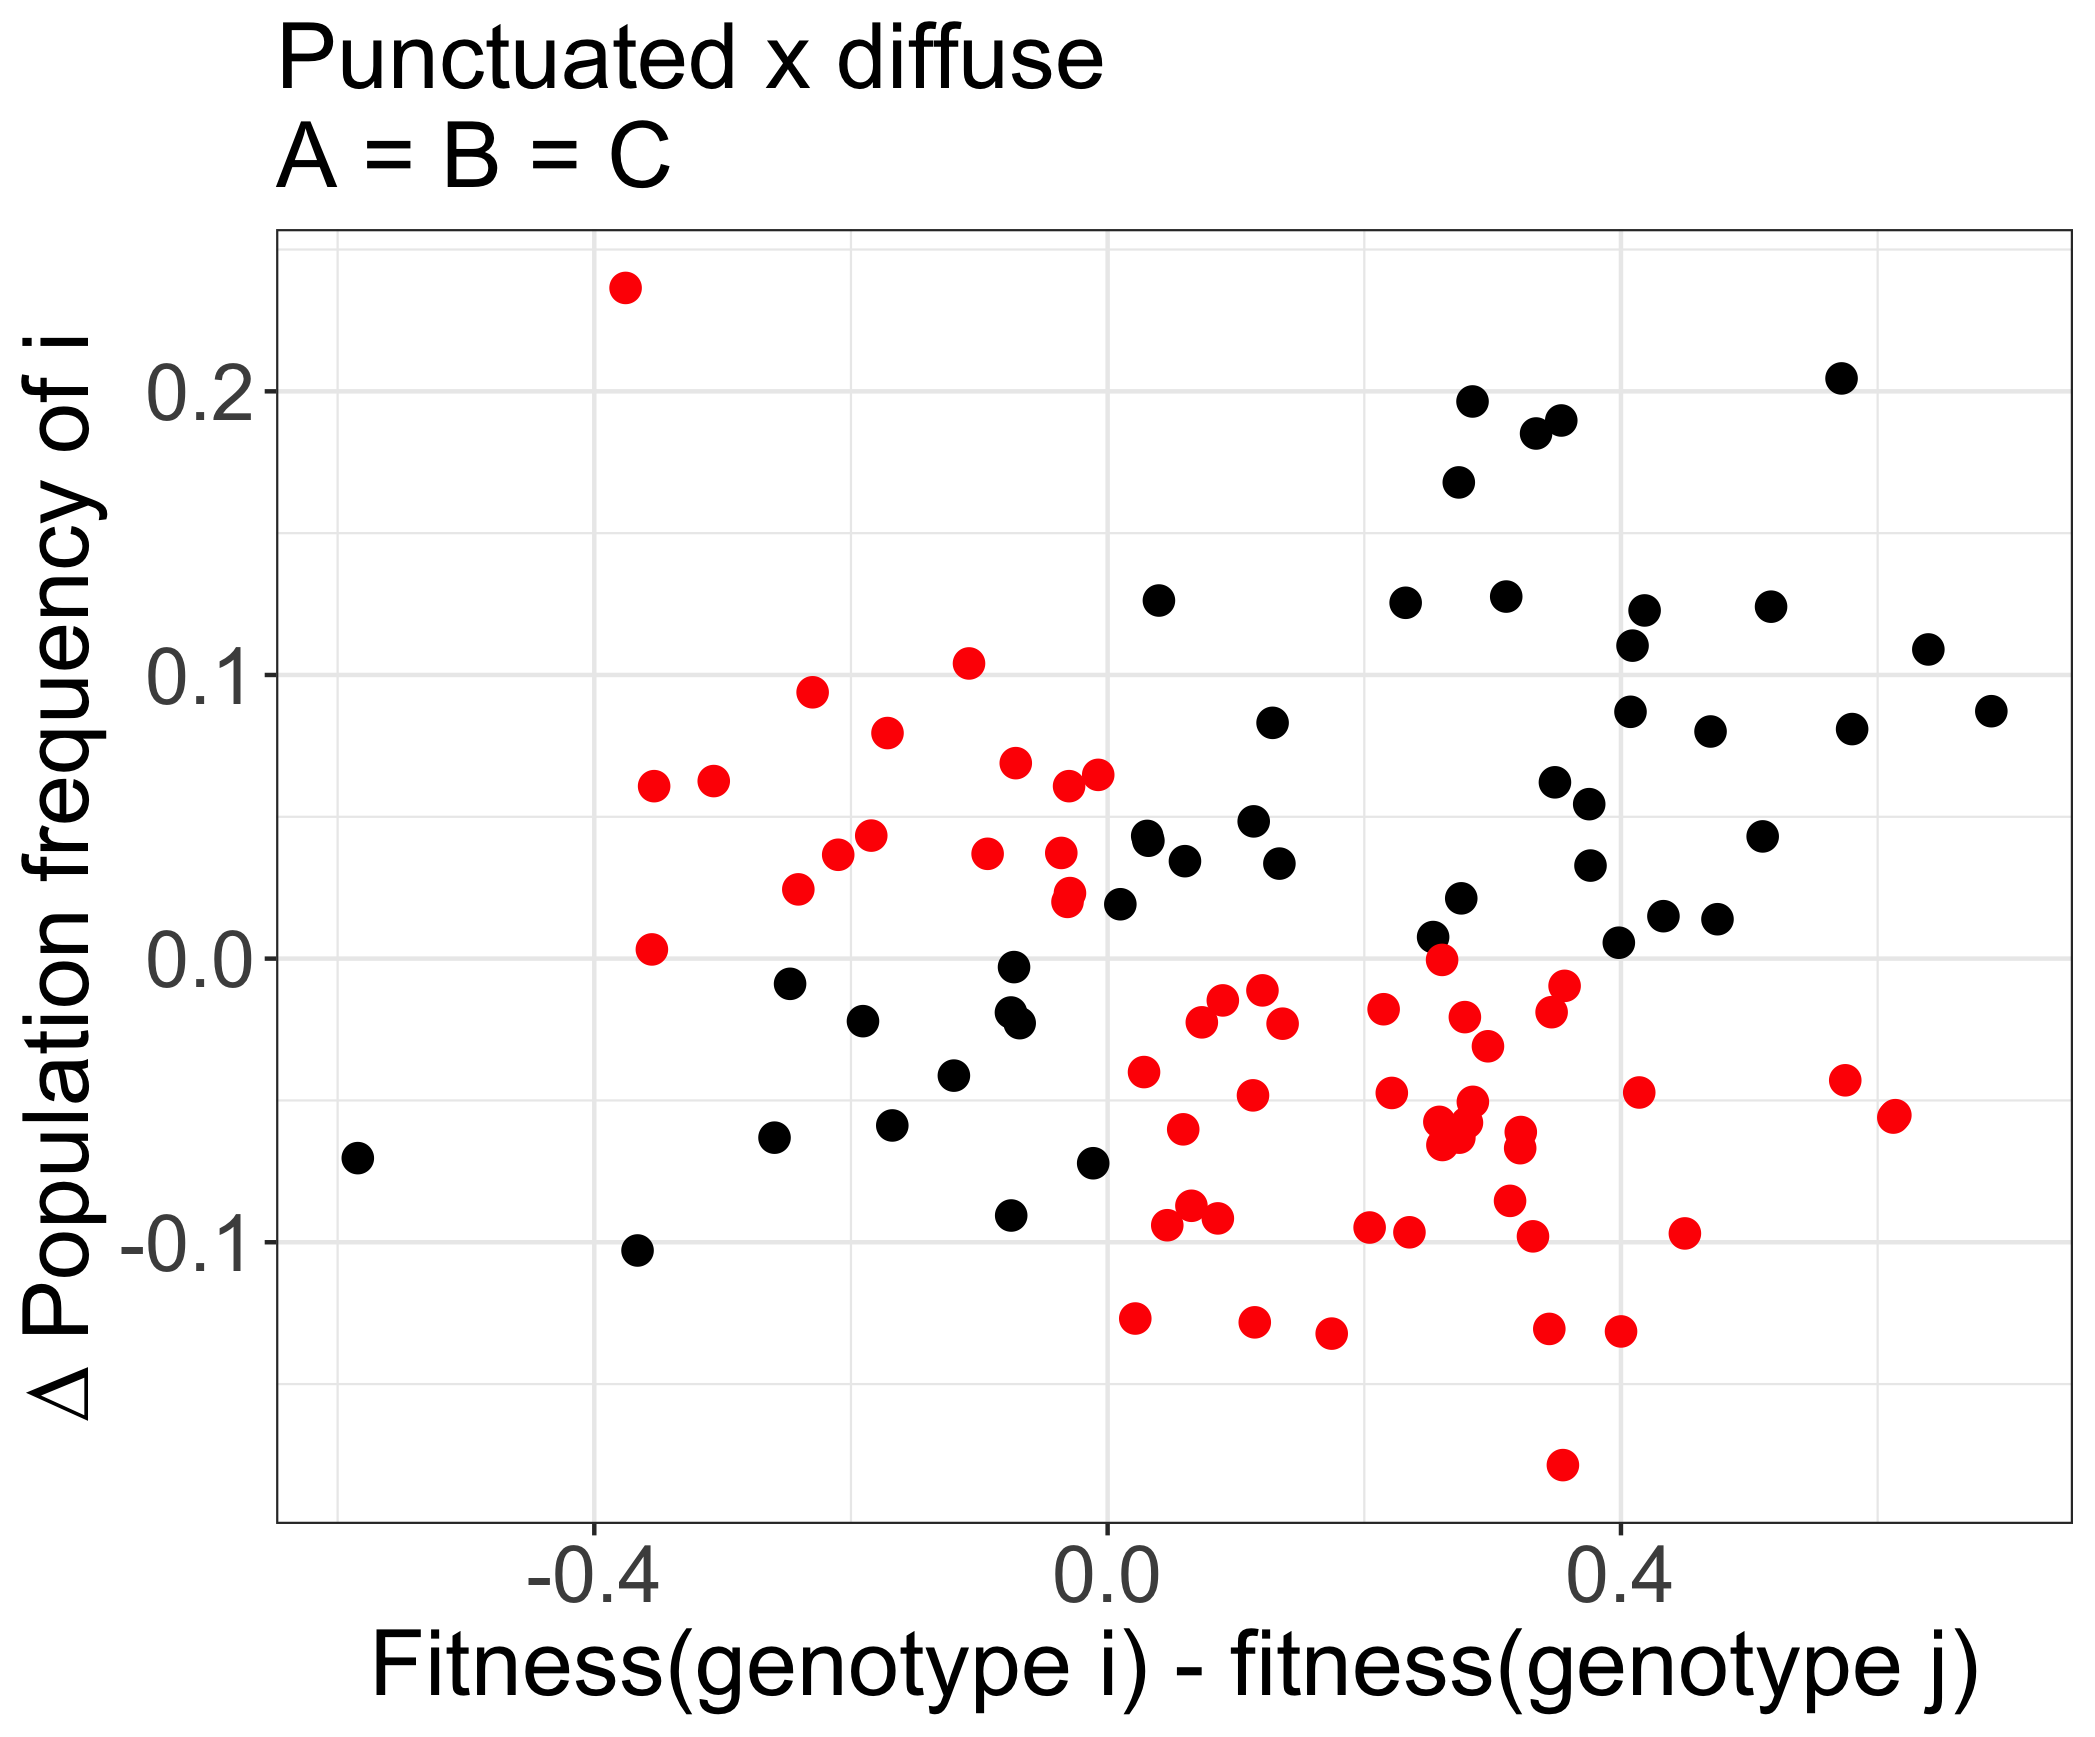 Punctuated x diffuse
A = B = C
Δ Population frequency of i
0.2
0.1
0.0
-0.1
-0.4 0.0 0.4
Fitness(genotype i) - fitness(genotype j)